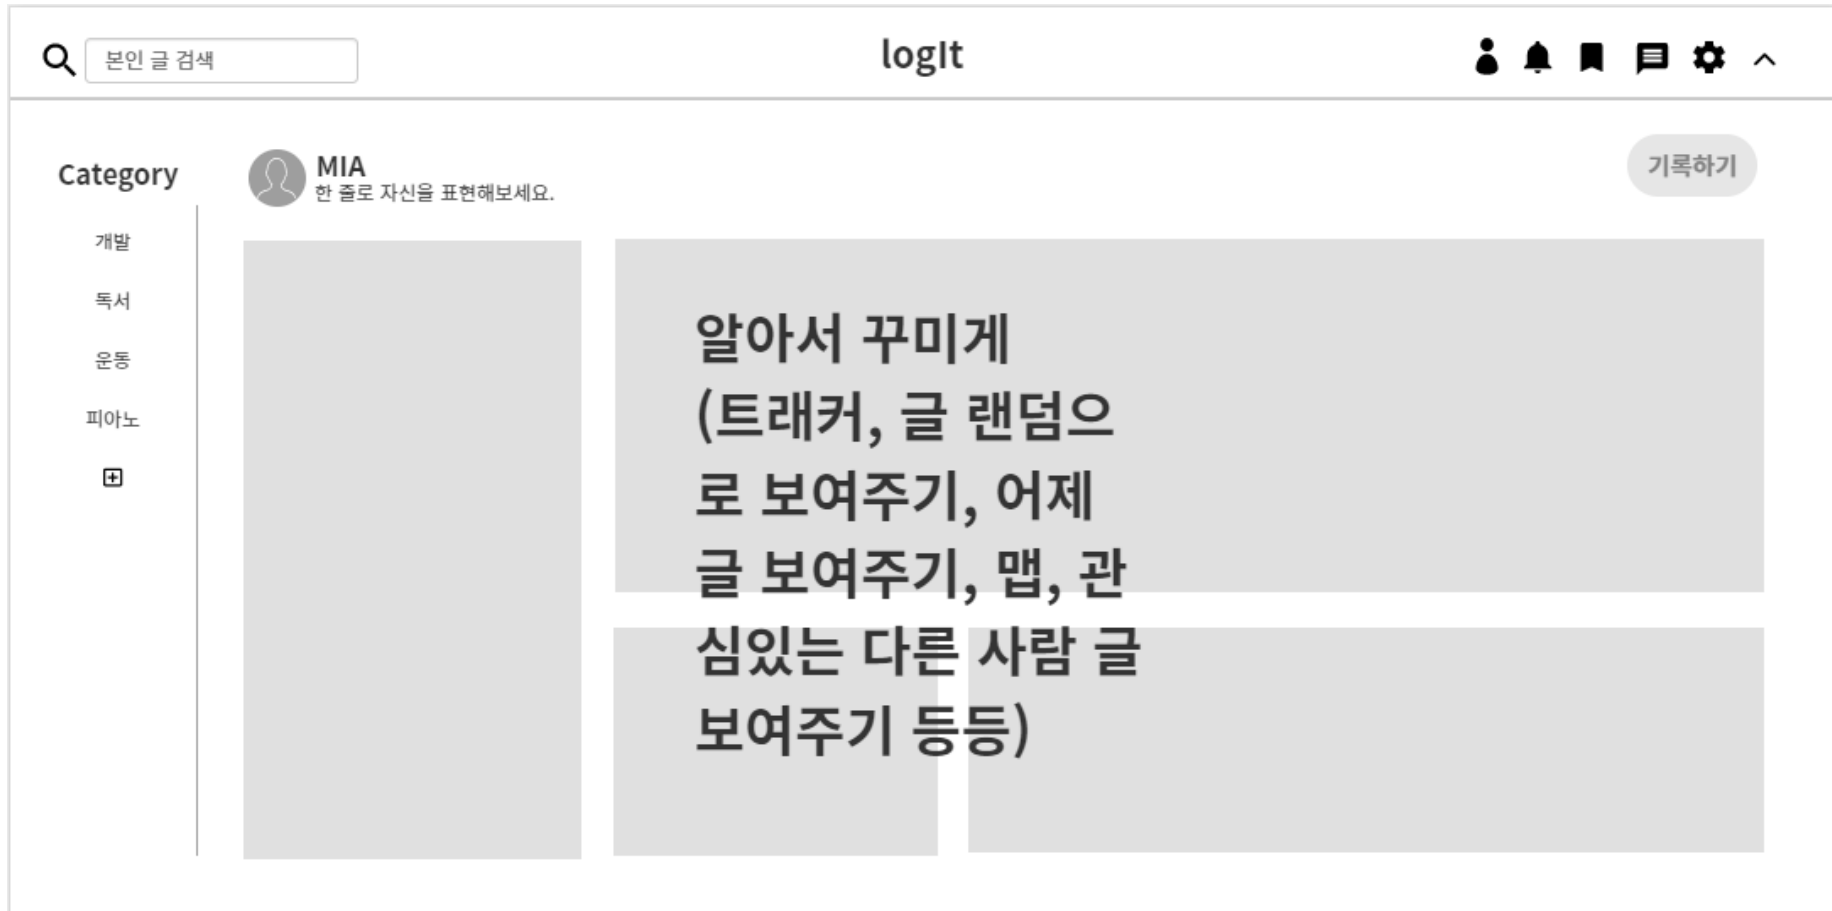 본인 글 검색
logIt
Category
개발
독서
운동
피아노
MIA
한 줄로 자신을 표현해보세요.
기록하기
알아서 꾸미게
(트래커, 글 랜덤으
로 보여주기, 어제
글 보여주기, 맵, 관
심있는 다른 사람 글
보여주기 등등)